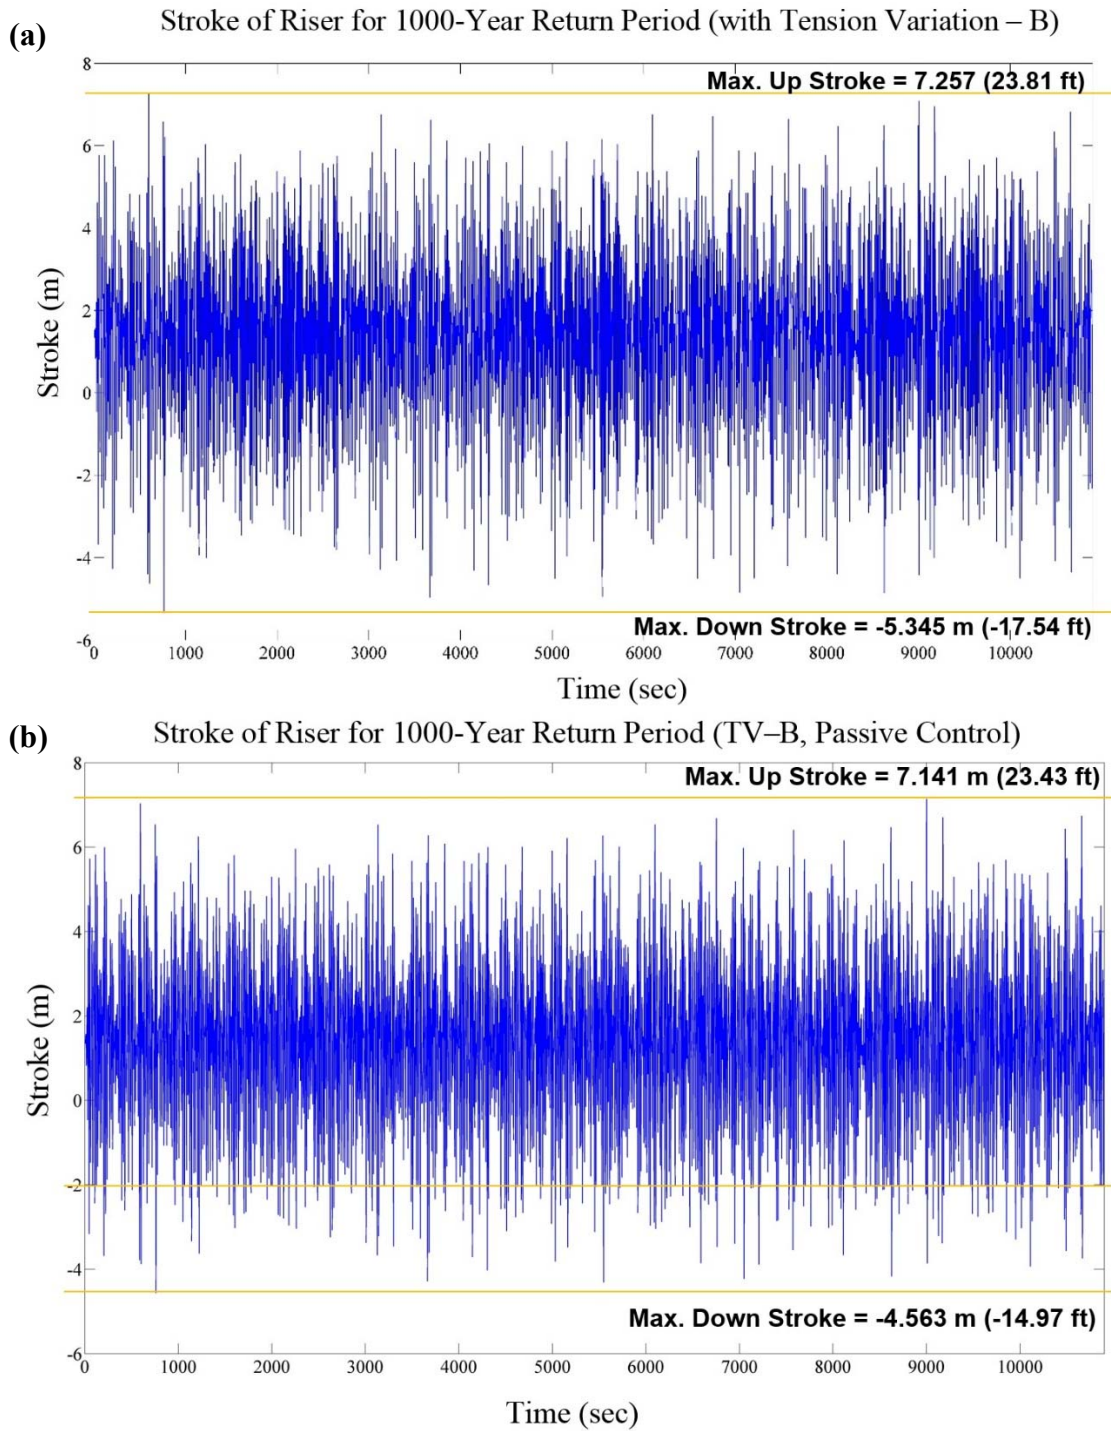 (a)
Stroke of Riser for 1000-Year Return Period (with Tension Variation – B)
8
Max. Up Stroke = 7.257 (23.81 ft)
6
4
2
0
-2
-4
-6
Stroke (m)
Max. Down Stroke = -5.345 m (-17.54 ft)
0 1000 2000 3000 4000 5000 6000 7000 8000 9000 10000
Time (sec)
(b)
Stroke of Riser for 1000-Year Return Period (TV–B, Passive Control)
8
Max. Up Stroke = 7.141 m (23.43 ft)
6
4
2
0
-2
-4
-6
Stroke (m)
Max. Down Stroke = -4.563 m (-14.97 ft)
0 1000 2000 3000 4000 5000 6000 7000 8000 9000 10000
Time (sec)